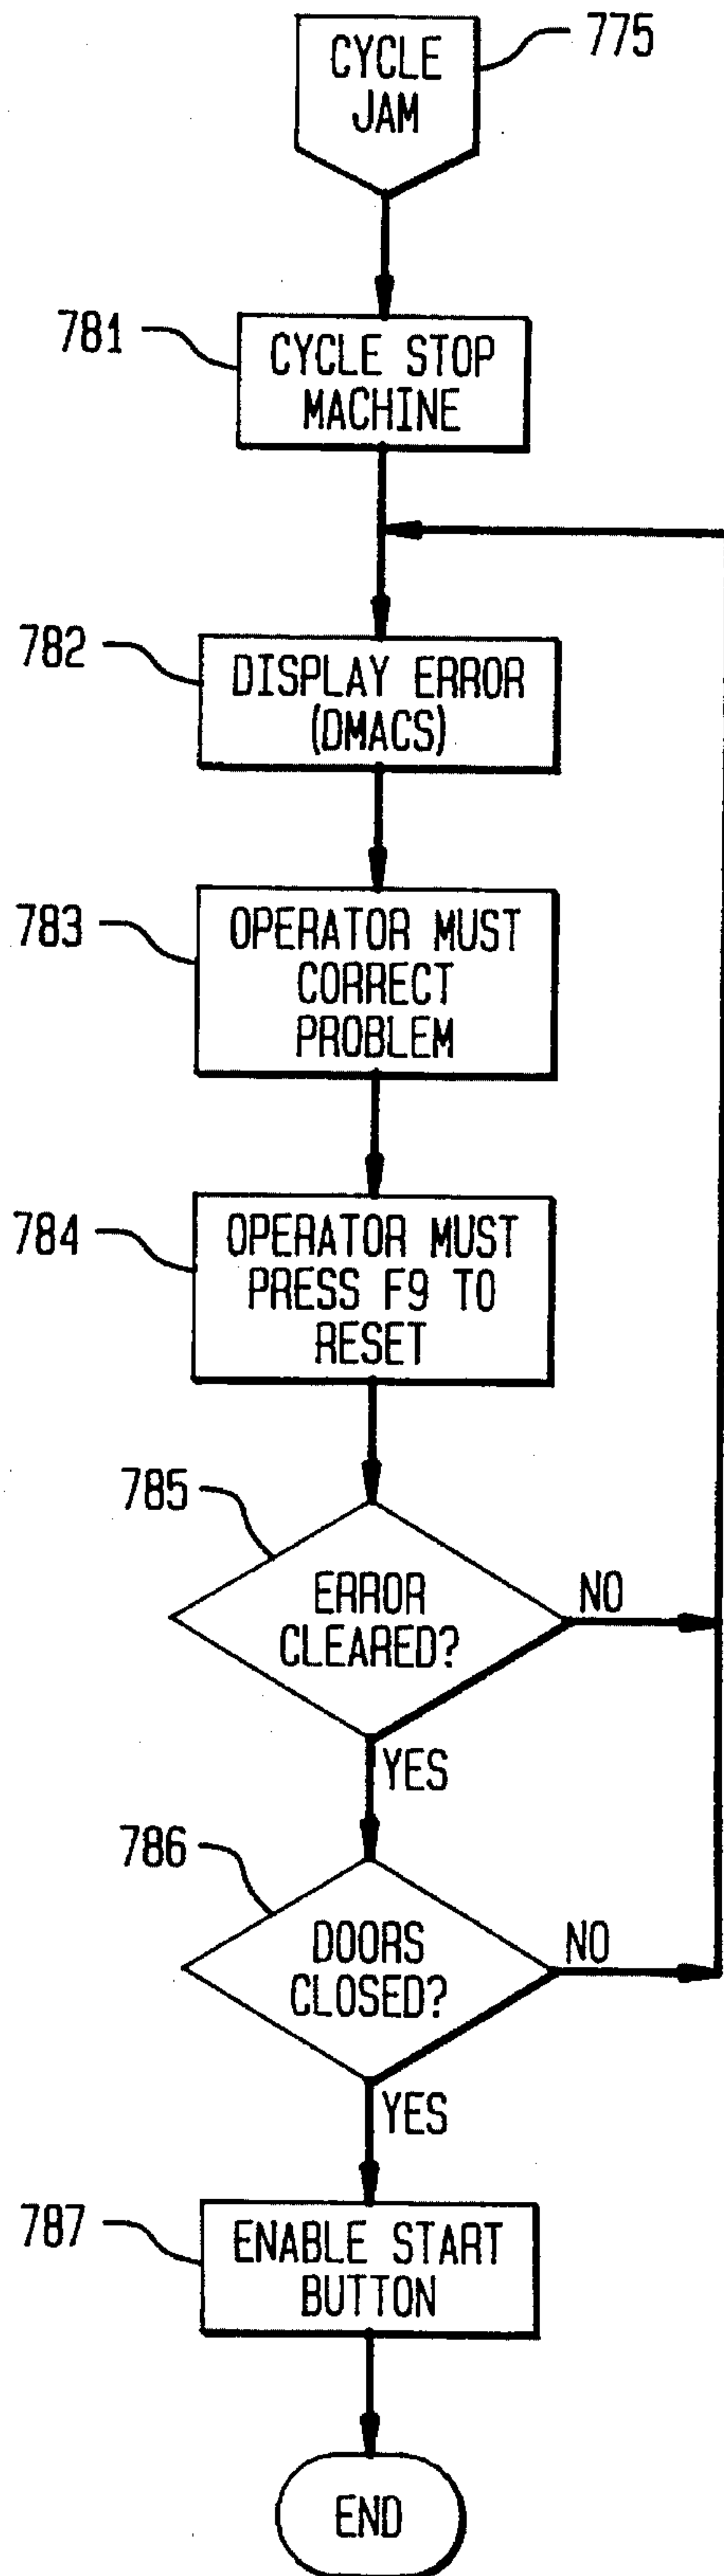 CYCLE
JAM
775
781
CYCLE STOP
MACHINE
782
DISPLAY ERROR
(DMACS)
783
OPERATOR MUST
CORRECT
PROBLEM
784
OPERATOR MUST
PRESS F9 TO
RESET
785
ERROR
CLEARED?
NO
YES
786
DOORS
CLOSED?
NO
YES
787
ENABLE START
BUTTON
END